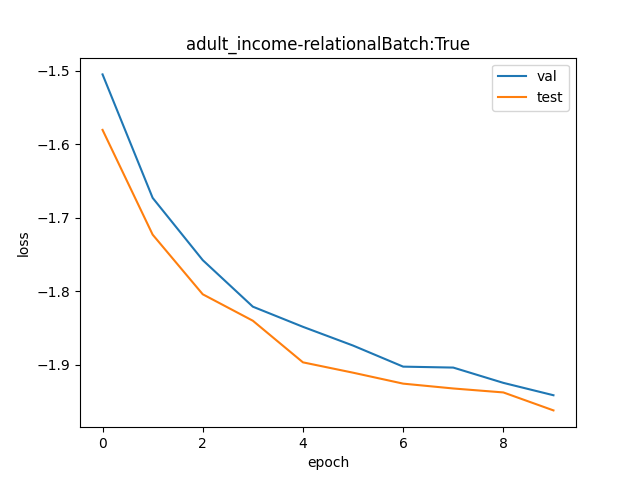 adult_income-relationalBatch:True
val
test
−1.5
−1.6
−1.7
−1.8
−1.9
loss
0 2 4 6 8
epoch